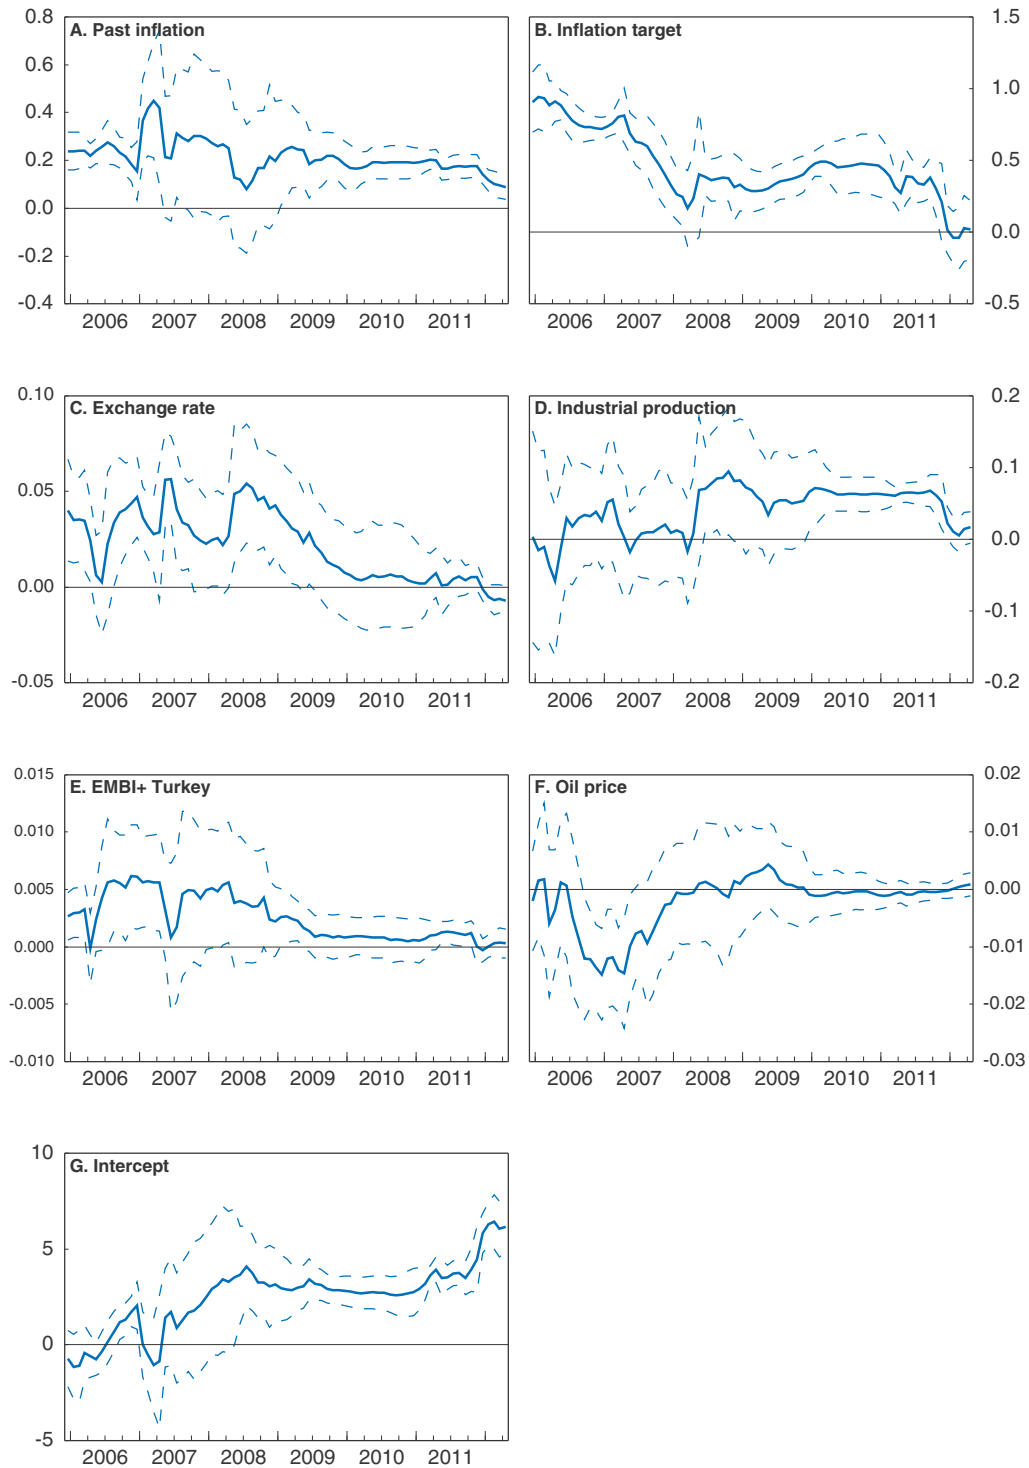 A. Past inflation
0.8
0.6
0.4
0.2
0.0
-0.2
-0.4
2006 2007 2008 2009 2010 2011
B. Inflation target
1.5
1.0
0.5
0.0
-0.5
2006 2007 2008 2009 2010 2011
C. Exchange rate
0.10
0.05
0.00
-0.05
2006 2007 2008 2009 2010 2011
D. Industrial production
0.2
0.1
0.0
-0.1
-0.2
2006 2007 2008 2009 2010 2011
E. EMBI+ Turkey
0.015
0.010
0.005
0.000
-0.005
-0.010
2006 2007 2008 2009 2010 2011
F. Oil price
0.02
0.01
0.00
-0.01
-0.02
-0.03
2006 2007 2008 2009 2010 2011
G. Intercept
10
5
0
-5
2006 2007 2008 2009 2010 2011